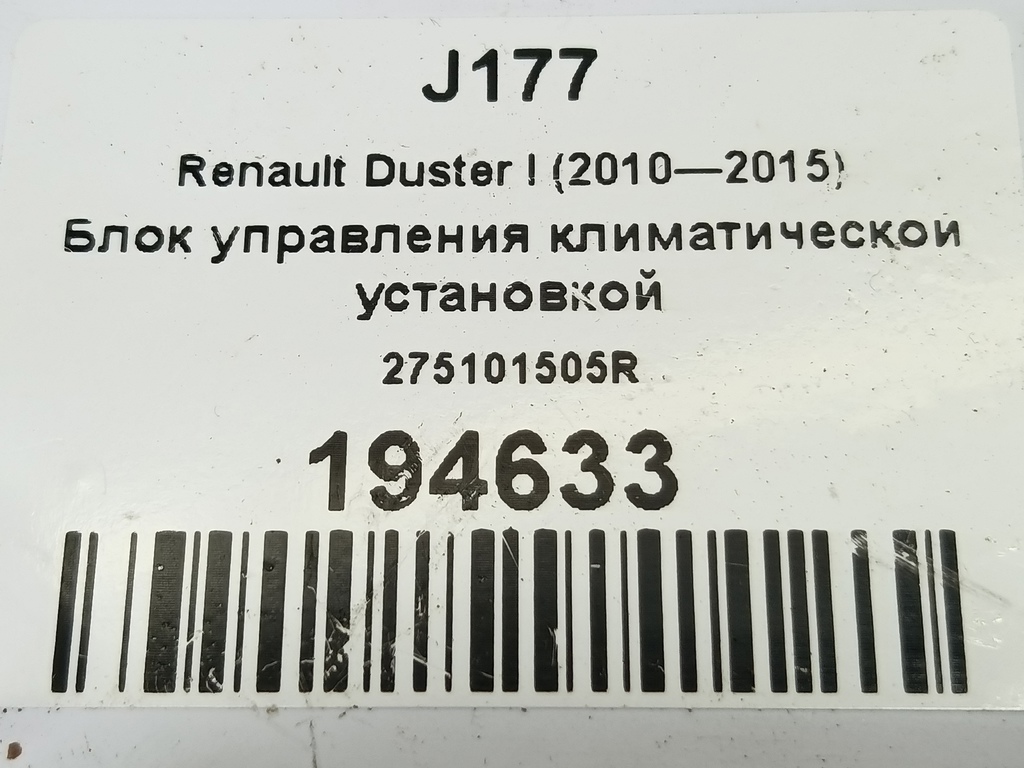 J177
Renault Duster I (2010—2015)
Блок управления климатической
установкой
275101505R
194633